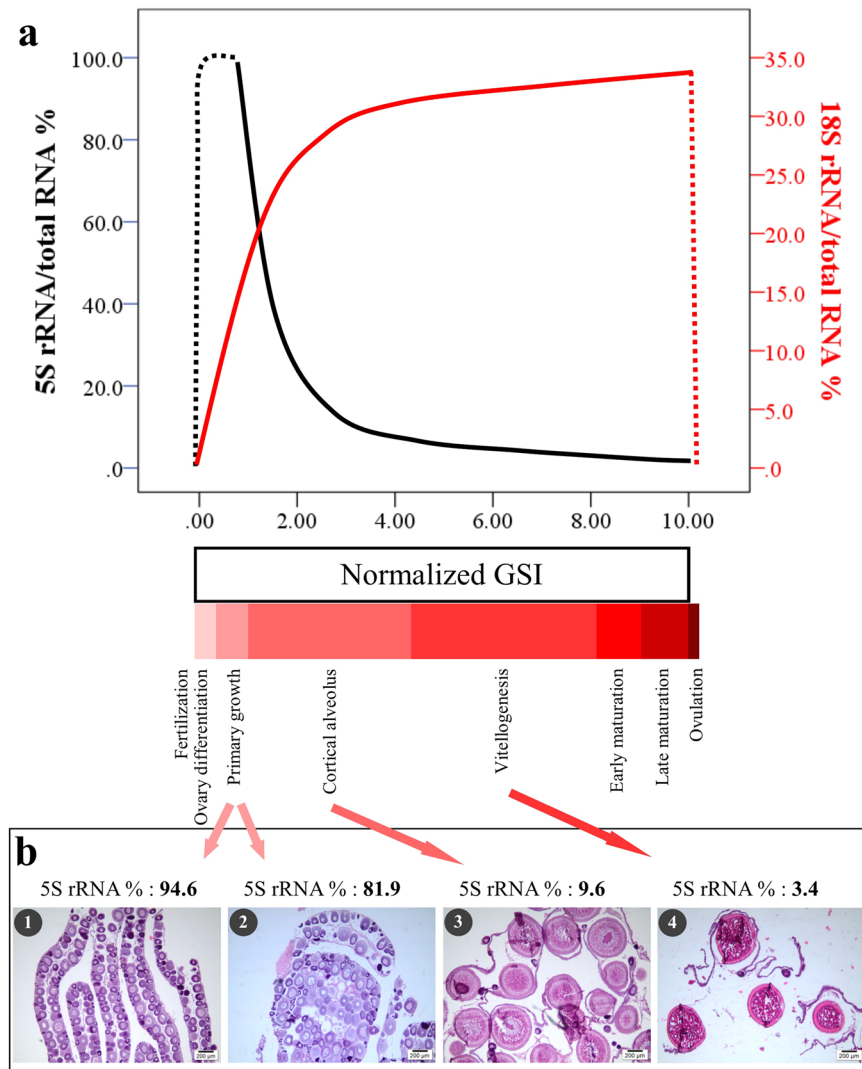 a
5S rRNA/total RNA %
100.0
80.0
60.0
40.0
20.0
.0
18S rRNA/total RNA %
35.0
30.0
25.0
20.0
15.0
10.0
5.0
.0
.00 2.00 4.00 6.00 8.00 10.00
Normalized GSI
Fertilization
Ovary differentiation
Primary growth
Cortical alveolus
Vitellogenesis
Early maturation
Late maturation
Ovulation
b
5S rRNA % : 94.6
5S rRNA % : 81.9
5S rRNA % : 9.6
5S rRNA % : 3.4
1
2
3
4
200 µm
200 µm
200 µm
200 µm